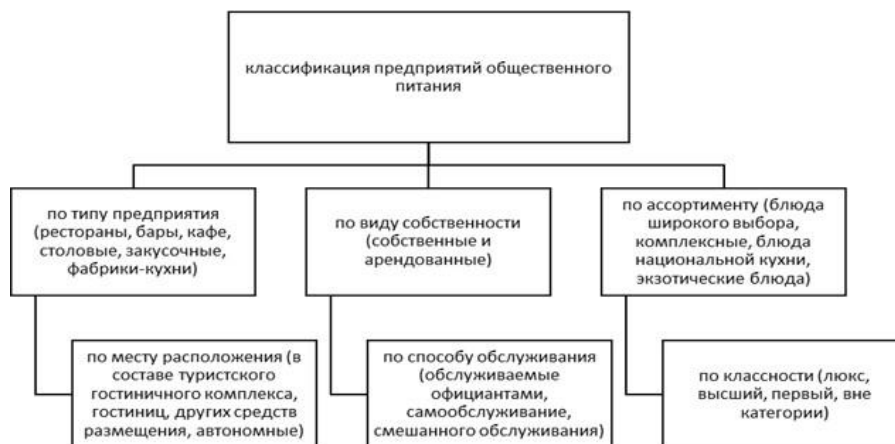 классификация предприятий общественного
питания
по типу предприятия
(рестораны, бары, кафе,
столовые, закусочные,
фабрики-кухни)
по виду собственности
(собственные и
арендованные)
по ассортименту (блюда
широкого выбора,
комплексные, блюда
национальной кухни,
экзотические блюда)
по месту расположения (в
составе туристского
гостиничного комплекса,
гостиниц, других средств
размещения, автономные)
по способу обслуживания
(обслуживаемые
официантами,
самообслуживание,
смешанного обслуживания)
по классности (люкс,
высший, первый, вне
категории)